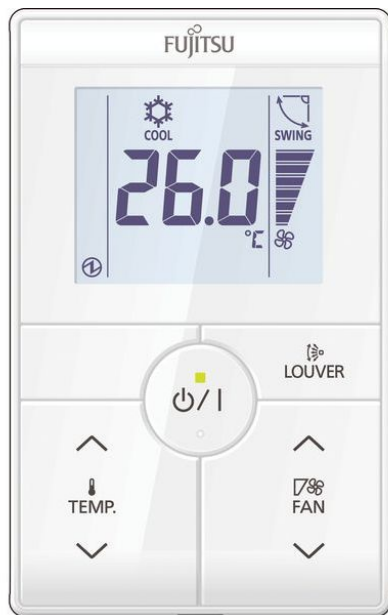 FUJITSU
COOL
SWING
26.0
°C
LOUVER
TEMP.
FAN